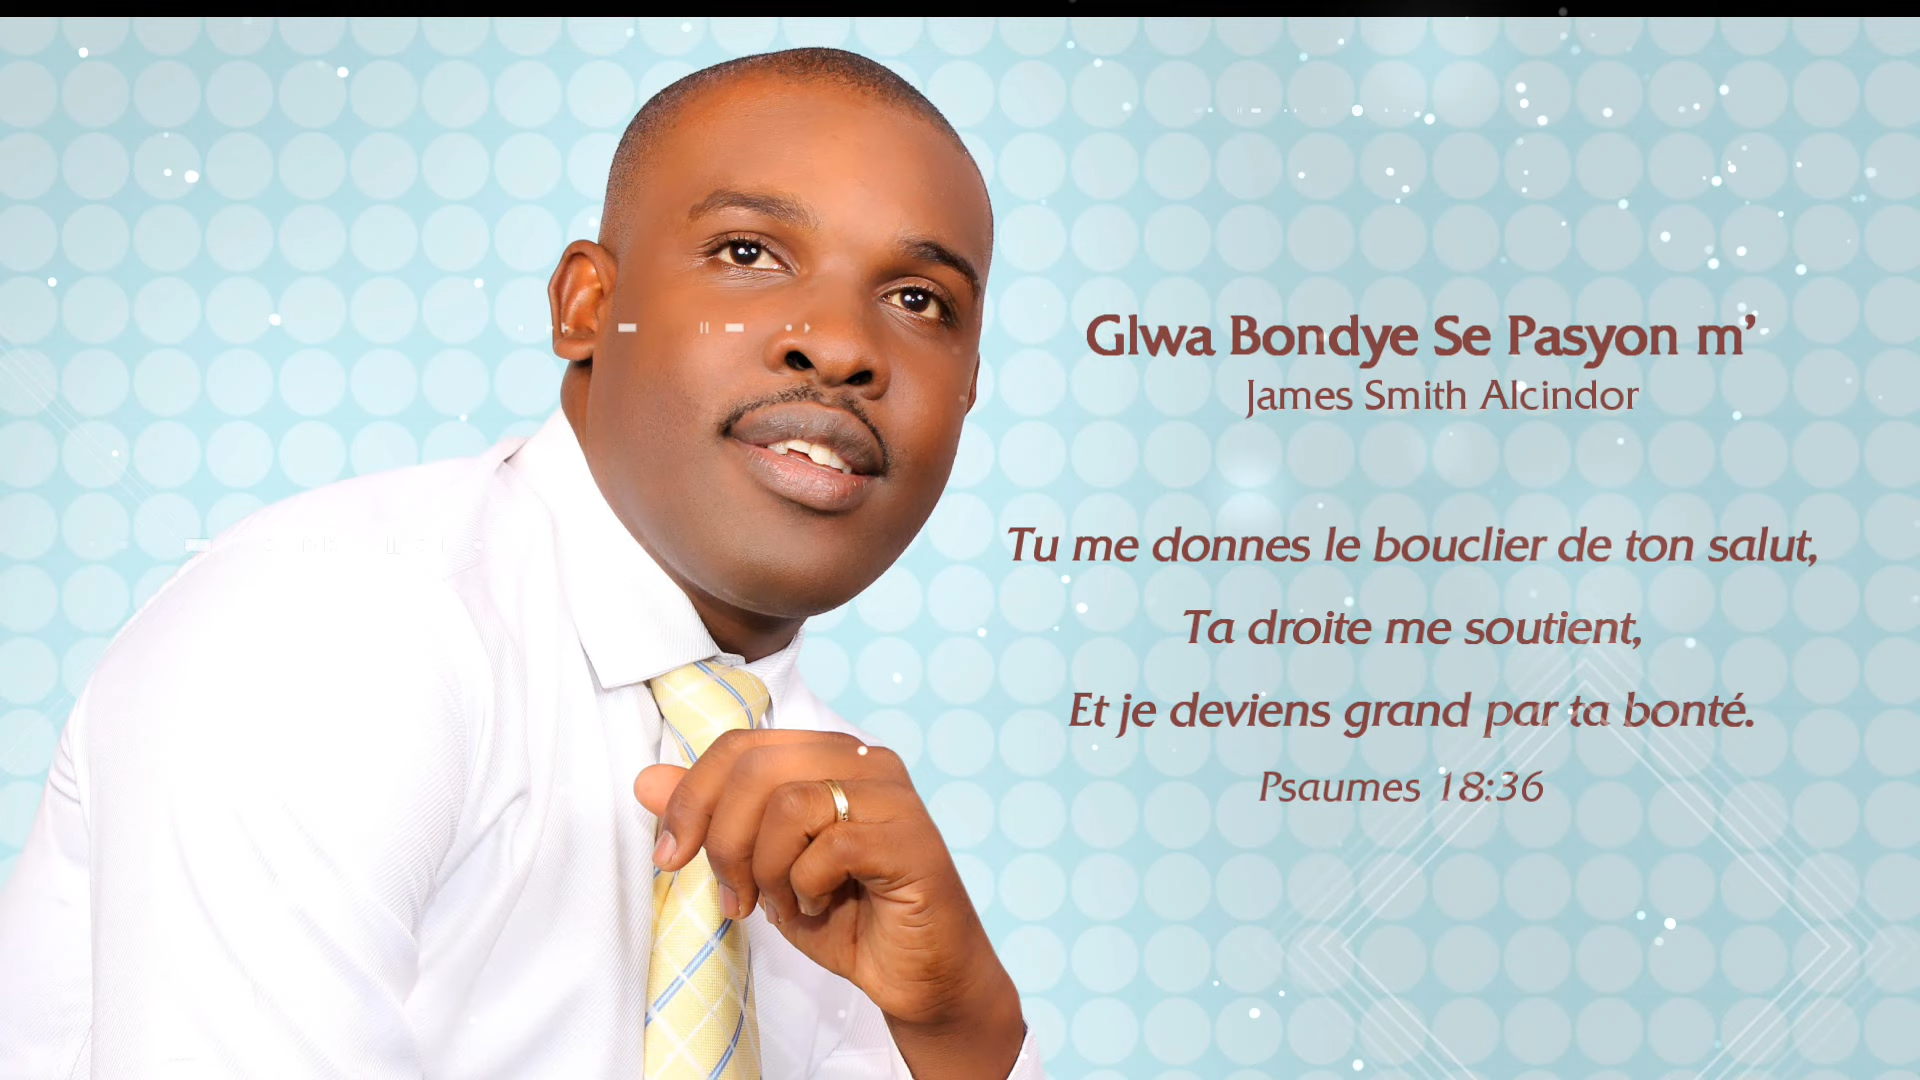 Glwa Bondye Se Pasyon m'
James Smith Alcindor
Tu me donnes le bouclier de ton salut,
Ta droite me soutient,
Et je deviens grand par ta bonté.
Psaumes 18:36